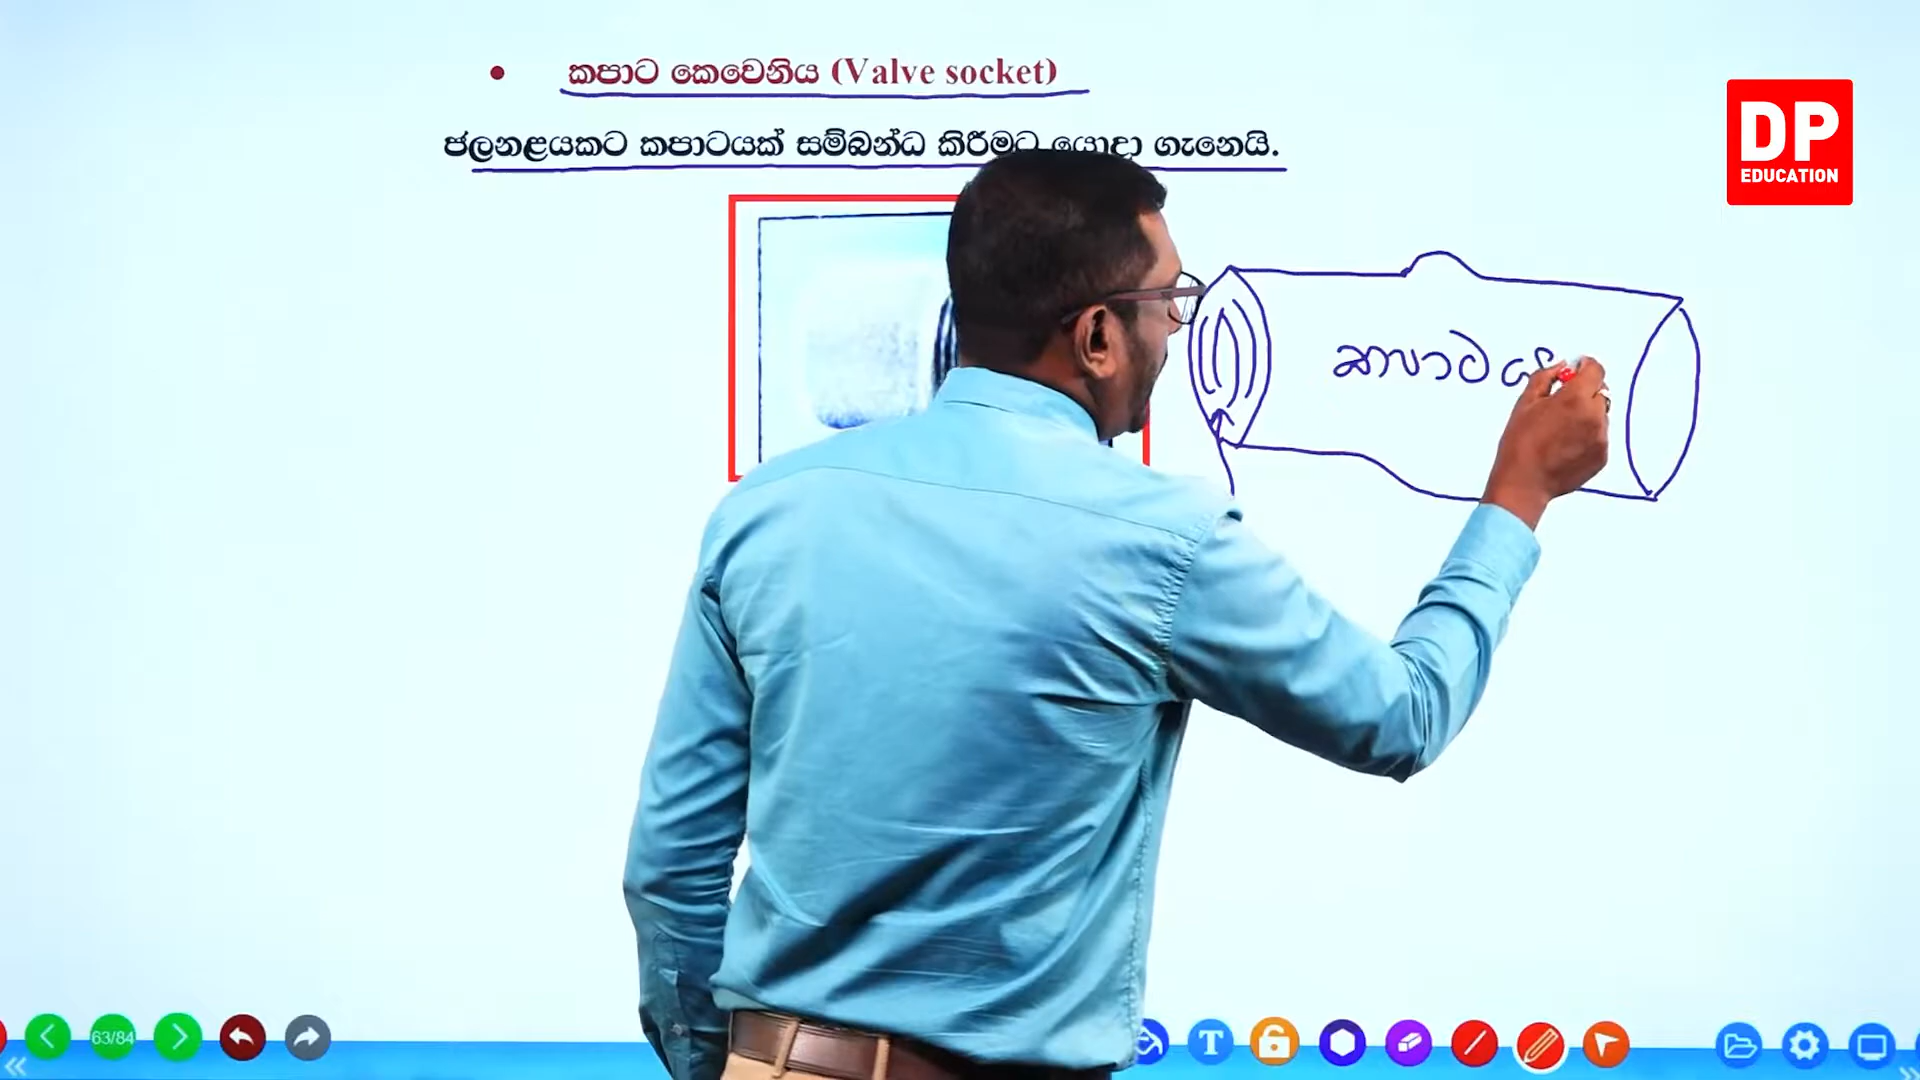 කපාට කෙවෙනිය (Valve socket)
ජලනළයකට කපාටයක් සම්බන්ධ කිරීමට යොදා ගැනෙයි.
DP
EDUCATION
63/84
T